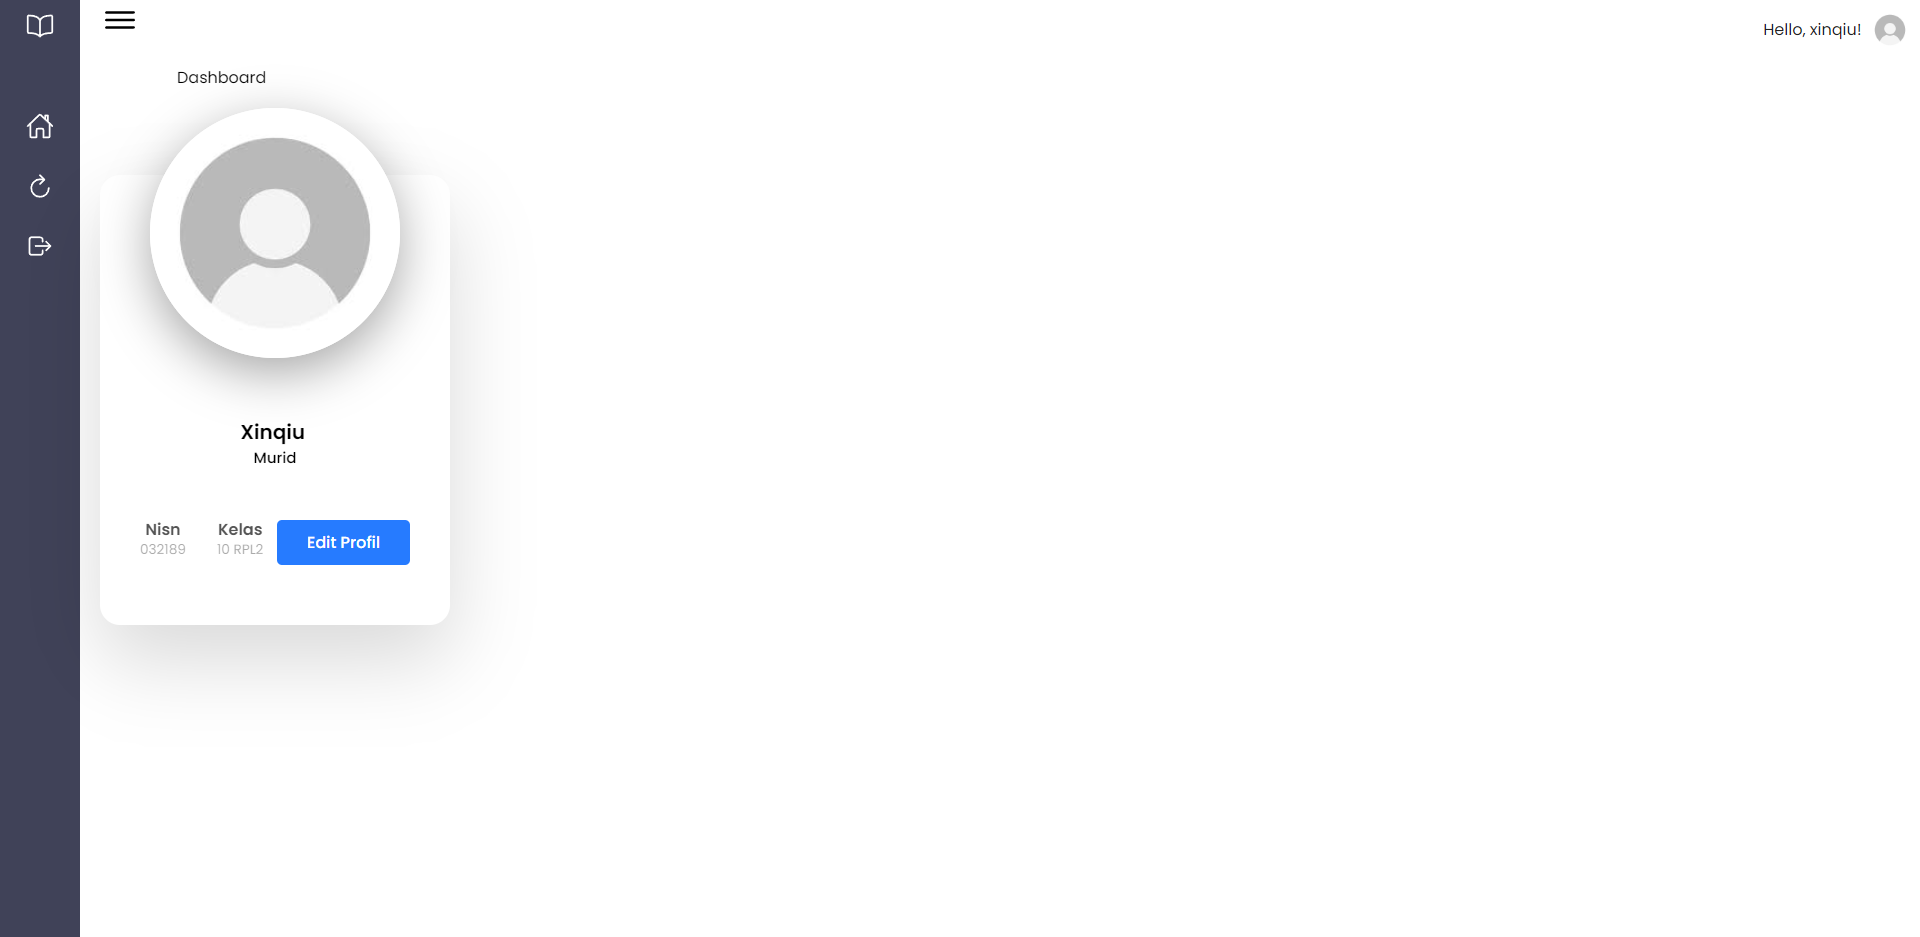 Hello, xinqiu!
Dashboard
Xinqiu
Murid
Nisn
032189
Kelas
10 RPL2
Edit Profil